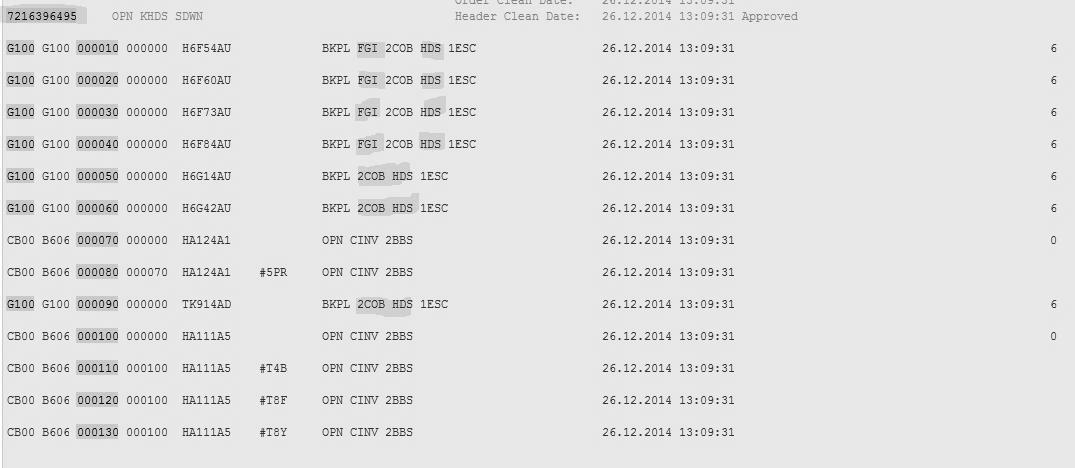 Order Clean Date: 26.12.2014 13:09:31
7216396495 OPN KHDS SDWN Header Clean Date: 26.12.2014 13:09:31 Approved
G100 G100 000010 000000 H6F54AU BKPL FGI 2COB HDS 1ESC 26.12.2014 13:09:31 6
G100 G100 000020 000000 H6F60AU BKPL FGI 2COB HDS 1ESC 26.12.2014 13:09:31 6
G100 G100 000030 000000 H6F73AU BKPL FGI 2COB HDS 1ESC 26.12.2014 13:09:31 6
G100 G100 000040 000000 H6F84AU BKPL FGI 2COB HDS 1ESC 26.12.2014 13:09:31 6
G100 G100 000050 000000 H6G14AU BKPL 2COB HDS 1ESC 26.12.2014 13:09:31 6
G100 G100 000060 000000 H6G42AU BKPL 2COB HDS 1ESC 26.12.2014 13:09:31 6
CB00 B606 000070 000000 HA124A1 OPN CINV 2BBS 26.12.2014 13:09:31 0
CB00 B606 000080 000070 HA124A1 #5PR OPN CINV 2BBS 26.12.2014 13:09:31
G100 G100 000090 000000 TK914AD BKPL 2COB HDS 1ESC 26.12.2014 13:09:31 6
CB00 B606 000100 000000 HA111A5 OPN CINV 2BBS 26.12.2014 13:09:31 0
CB00 B606 000110 000100 HA111A5 #T4B OPN CINV 2BBS 26.12.2014 13:09:31
CB00 B606 000120 000100 HA111A5 #T8F OPN CINV 2BBS 26.12.2014 13:09:31
CB00 B606 000130 000100 HA111A5 #T8Y OPN CINV 2BBS 26.12.2014 13:09:31